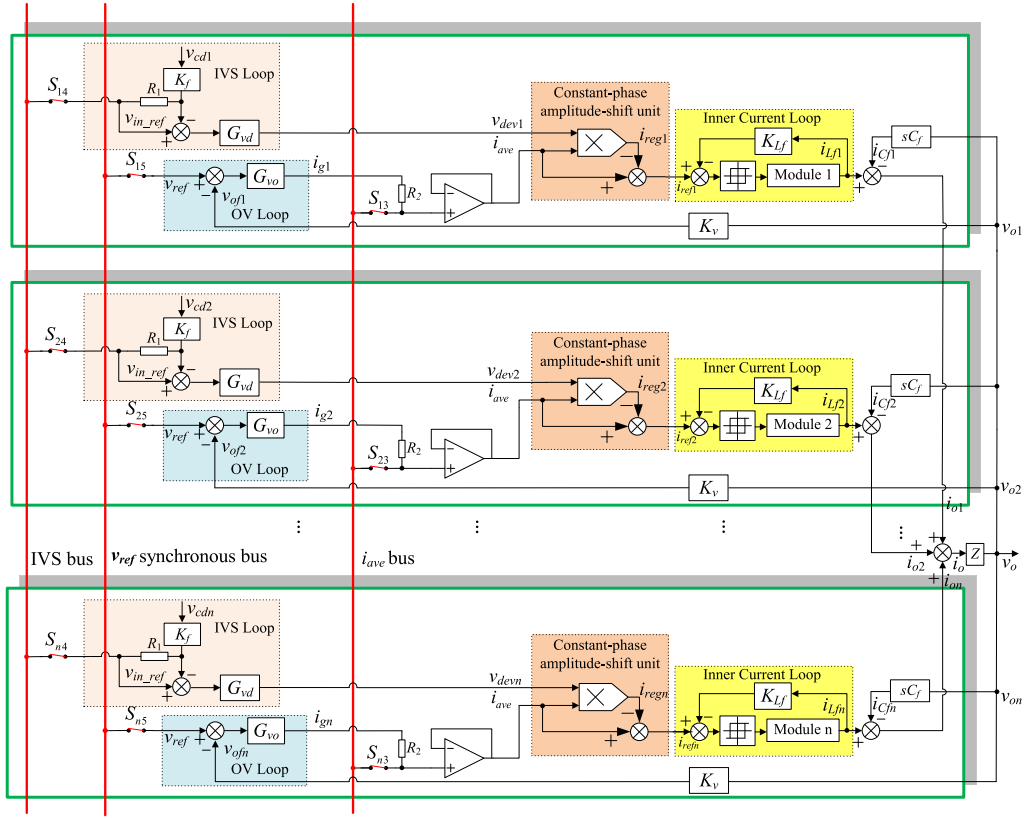 v_cd1
IVS Loop
S_14
R_1
K_f
v_in_ref
+
−
G_vd
v_dev1
Constant-phase
amplitude-shift unit
×
i_reg1
−
+
Inner Current Loop
K_Lf
i_Lf1
−
+
i_ref1
Module 1
i_Cf1
sC_f
−
+
S_15
v_ref
+
−
v_of1
G_vo
OV Loop
i_g1
i_ave
R_2
S_13
−
+
K_v
v_o1
v_cd2
IVS Loop
S_24
R_1
K_f
v_in_ref
+
−
G_vd
v_dev2
Constant-phase
amplitude-shift unit
×
i_reg2
−
+
Inner Current Loop
K_Lf
i_Lf2
−
+
i_ref2
Module 2
i_Cf2
sC_f
−
+
S_25
v_ref
+
−
v_of2
G_vo
OV Loop
i_g2
i_ave
R_2
S_23
−
+
K_v
v_o2
i_o1
⋮ ⋮ ⋮ ⋮
IVS bus
v_ref synchronous bus
i_ave bus
+
+
+
i_o2
i_o
Z
v_o
i_on
v_cdn
IVS Loop
S_n4
R_1
K_f
v_in_ref
+
−
G_vd
v_devn
Constant-phase
amplitude-shift unit
×
i_regn
−
+
Inner Current Loop
K_Lf
i_Lfn
−
+
i_refn
Module n
i_Cfn
sC_f
−
+
v_on
S_n5
v_ref
+
−
v_ofn
G_vo
OV Loop
i_gn
i_ave
R_2
S_n3
−
+
K_v